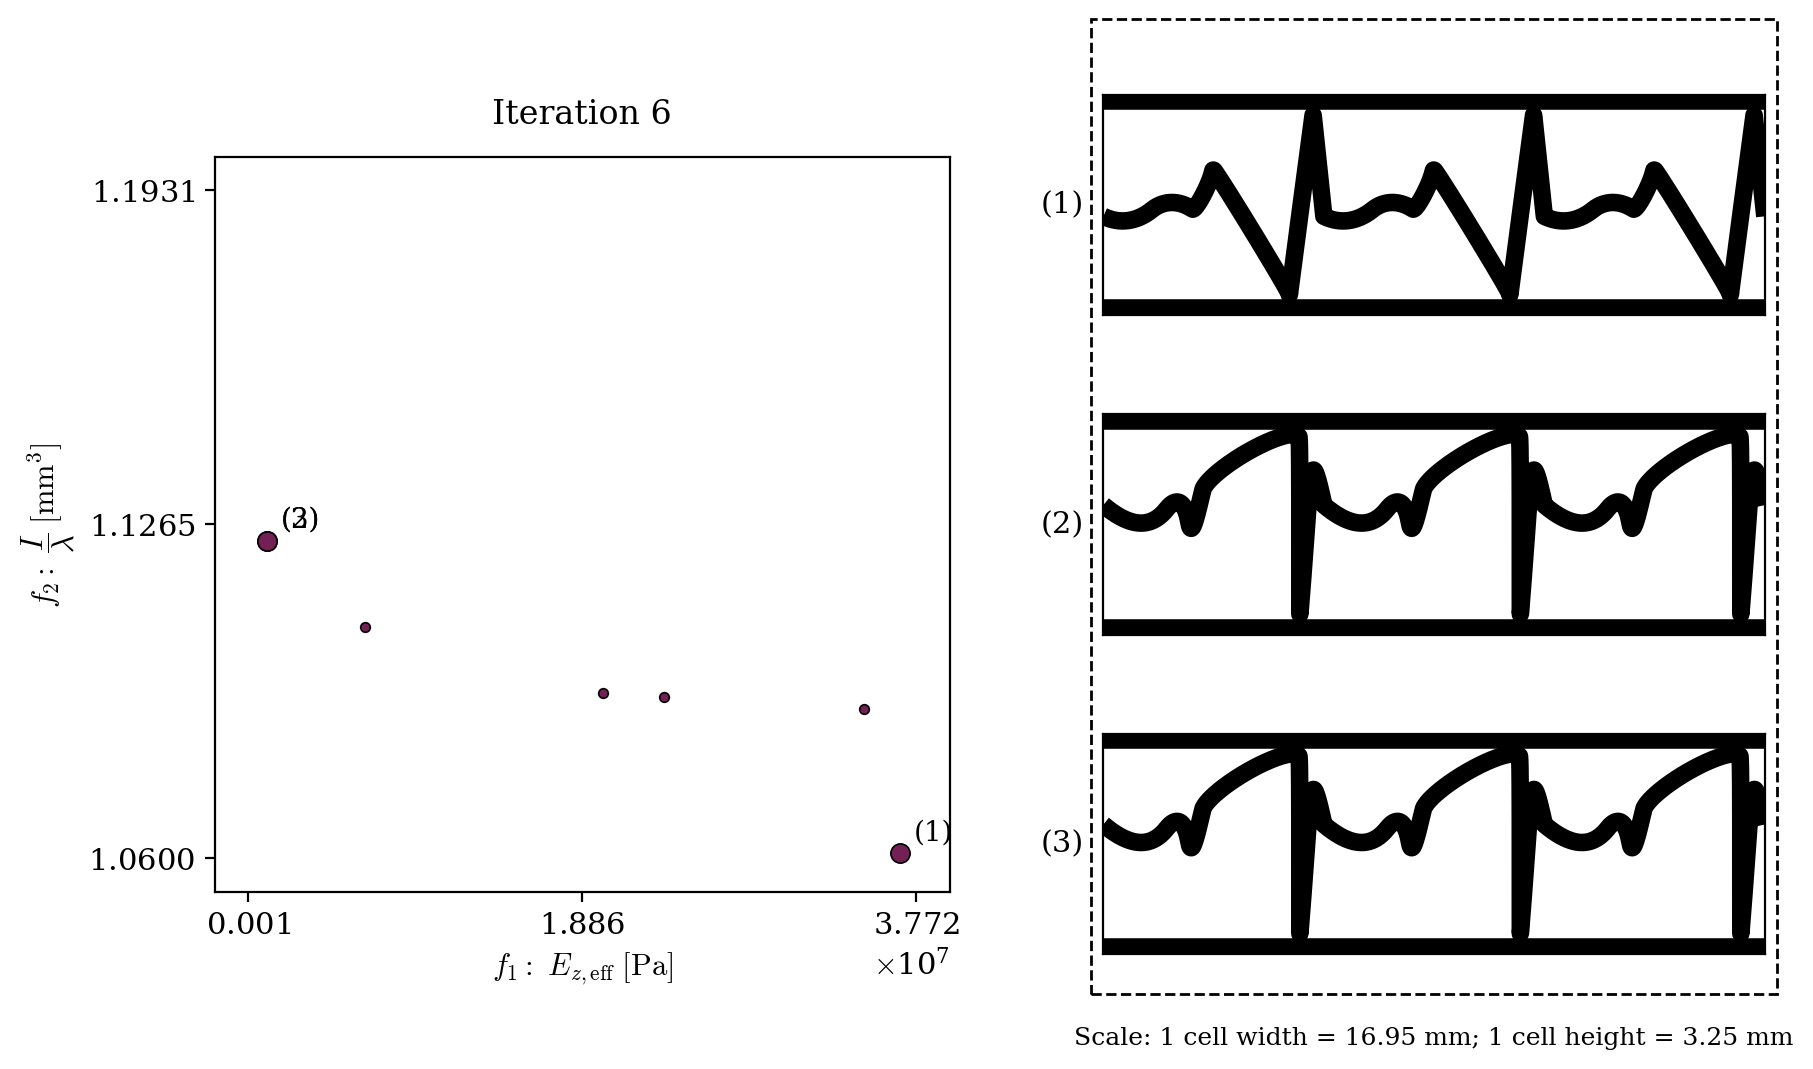 Iteration 6
1.1931
1.1265
1.0600
f₂ : I/λ [mm³]
(2)
(3)
(1)
0.001 1.886 3.772
×10⁷
f₁ : E_z,eff [Pa]
(1)
(2)
(3)
Scale: 1 cell width = 16.95 mm; 1 cell height = 3.25 mm